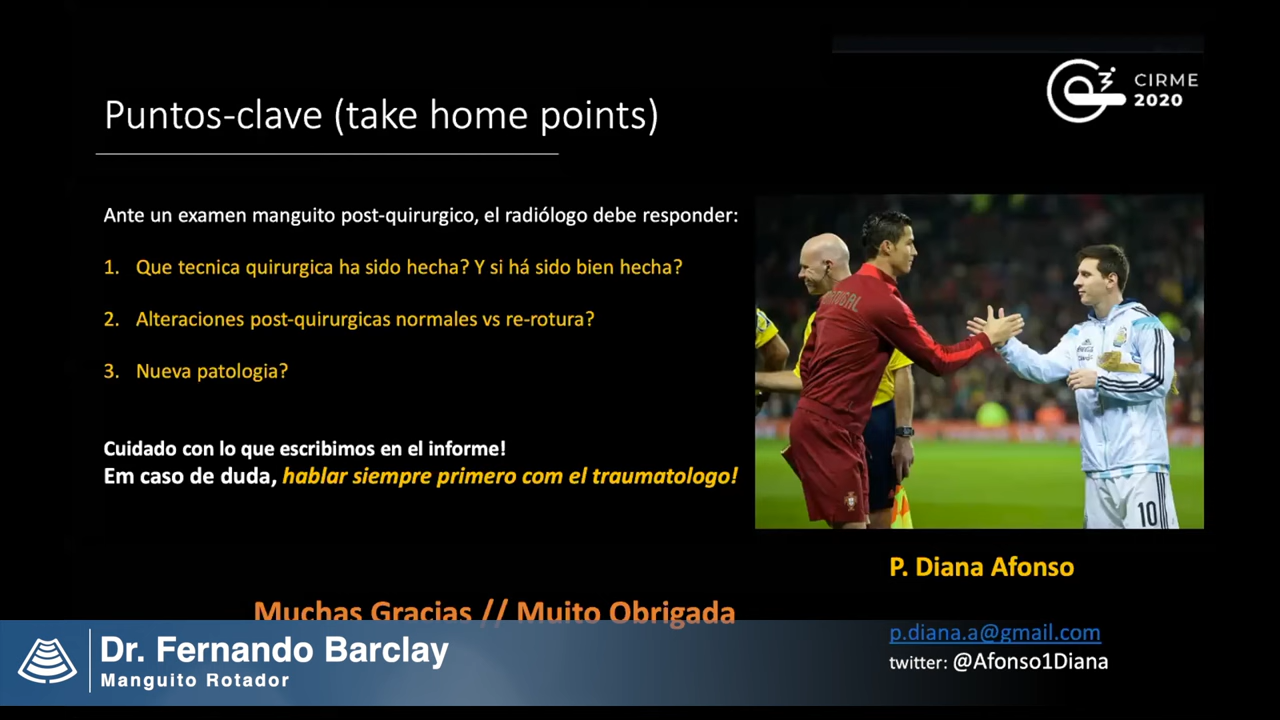 CIRME
2020
Puntos-clave (take home points)
Ante un examen manguito post-quirurgico, el radiólogo debe responder:
1. Que tecnica quirurgica ha sido hecha? Y si há sido bien hecha?
2. Alteraciones post-quirurgicas normales vs re-rotura?
3. Nueva patologia?
Cuidado con lo que escribimos en el informe!
Em caso de duda, hablar siempre primero com el traumatologo!
PORTUGAL
10
P. Diana Afonso
Muchas Gracias // Muito Obrigada
p.diana.a@gmail.com
twitter: @Afonso1Diana
Dr. Fernando Barclay
Manguito Rotador